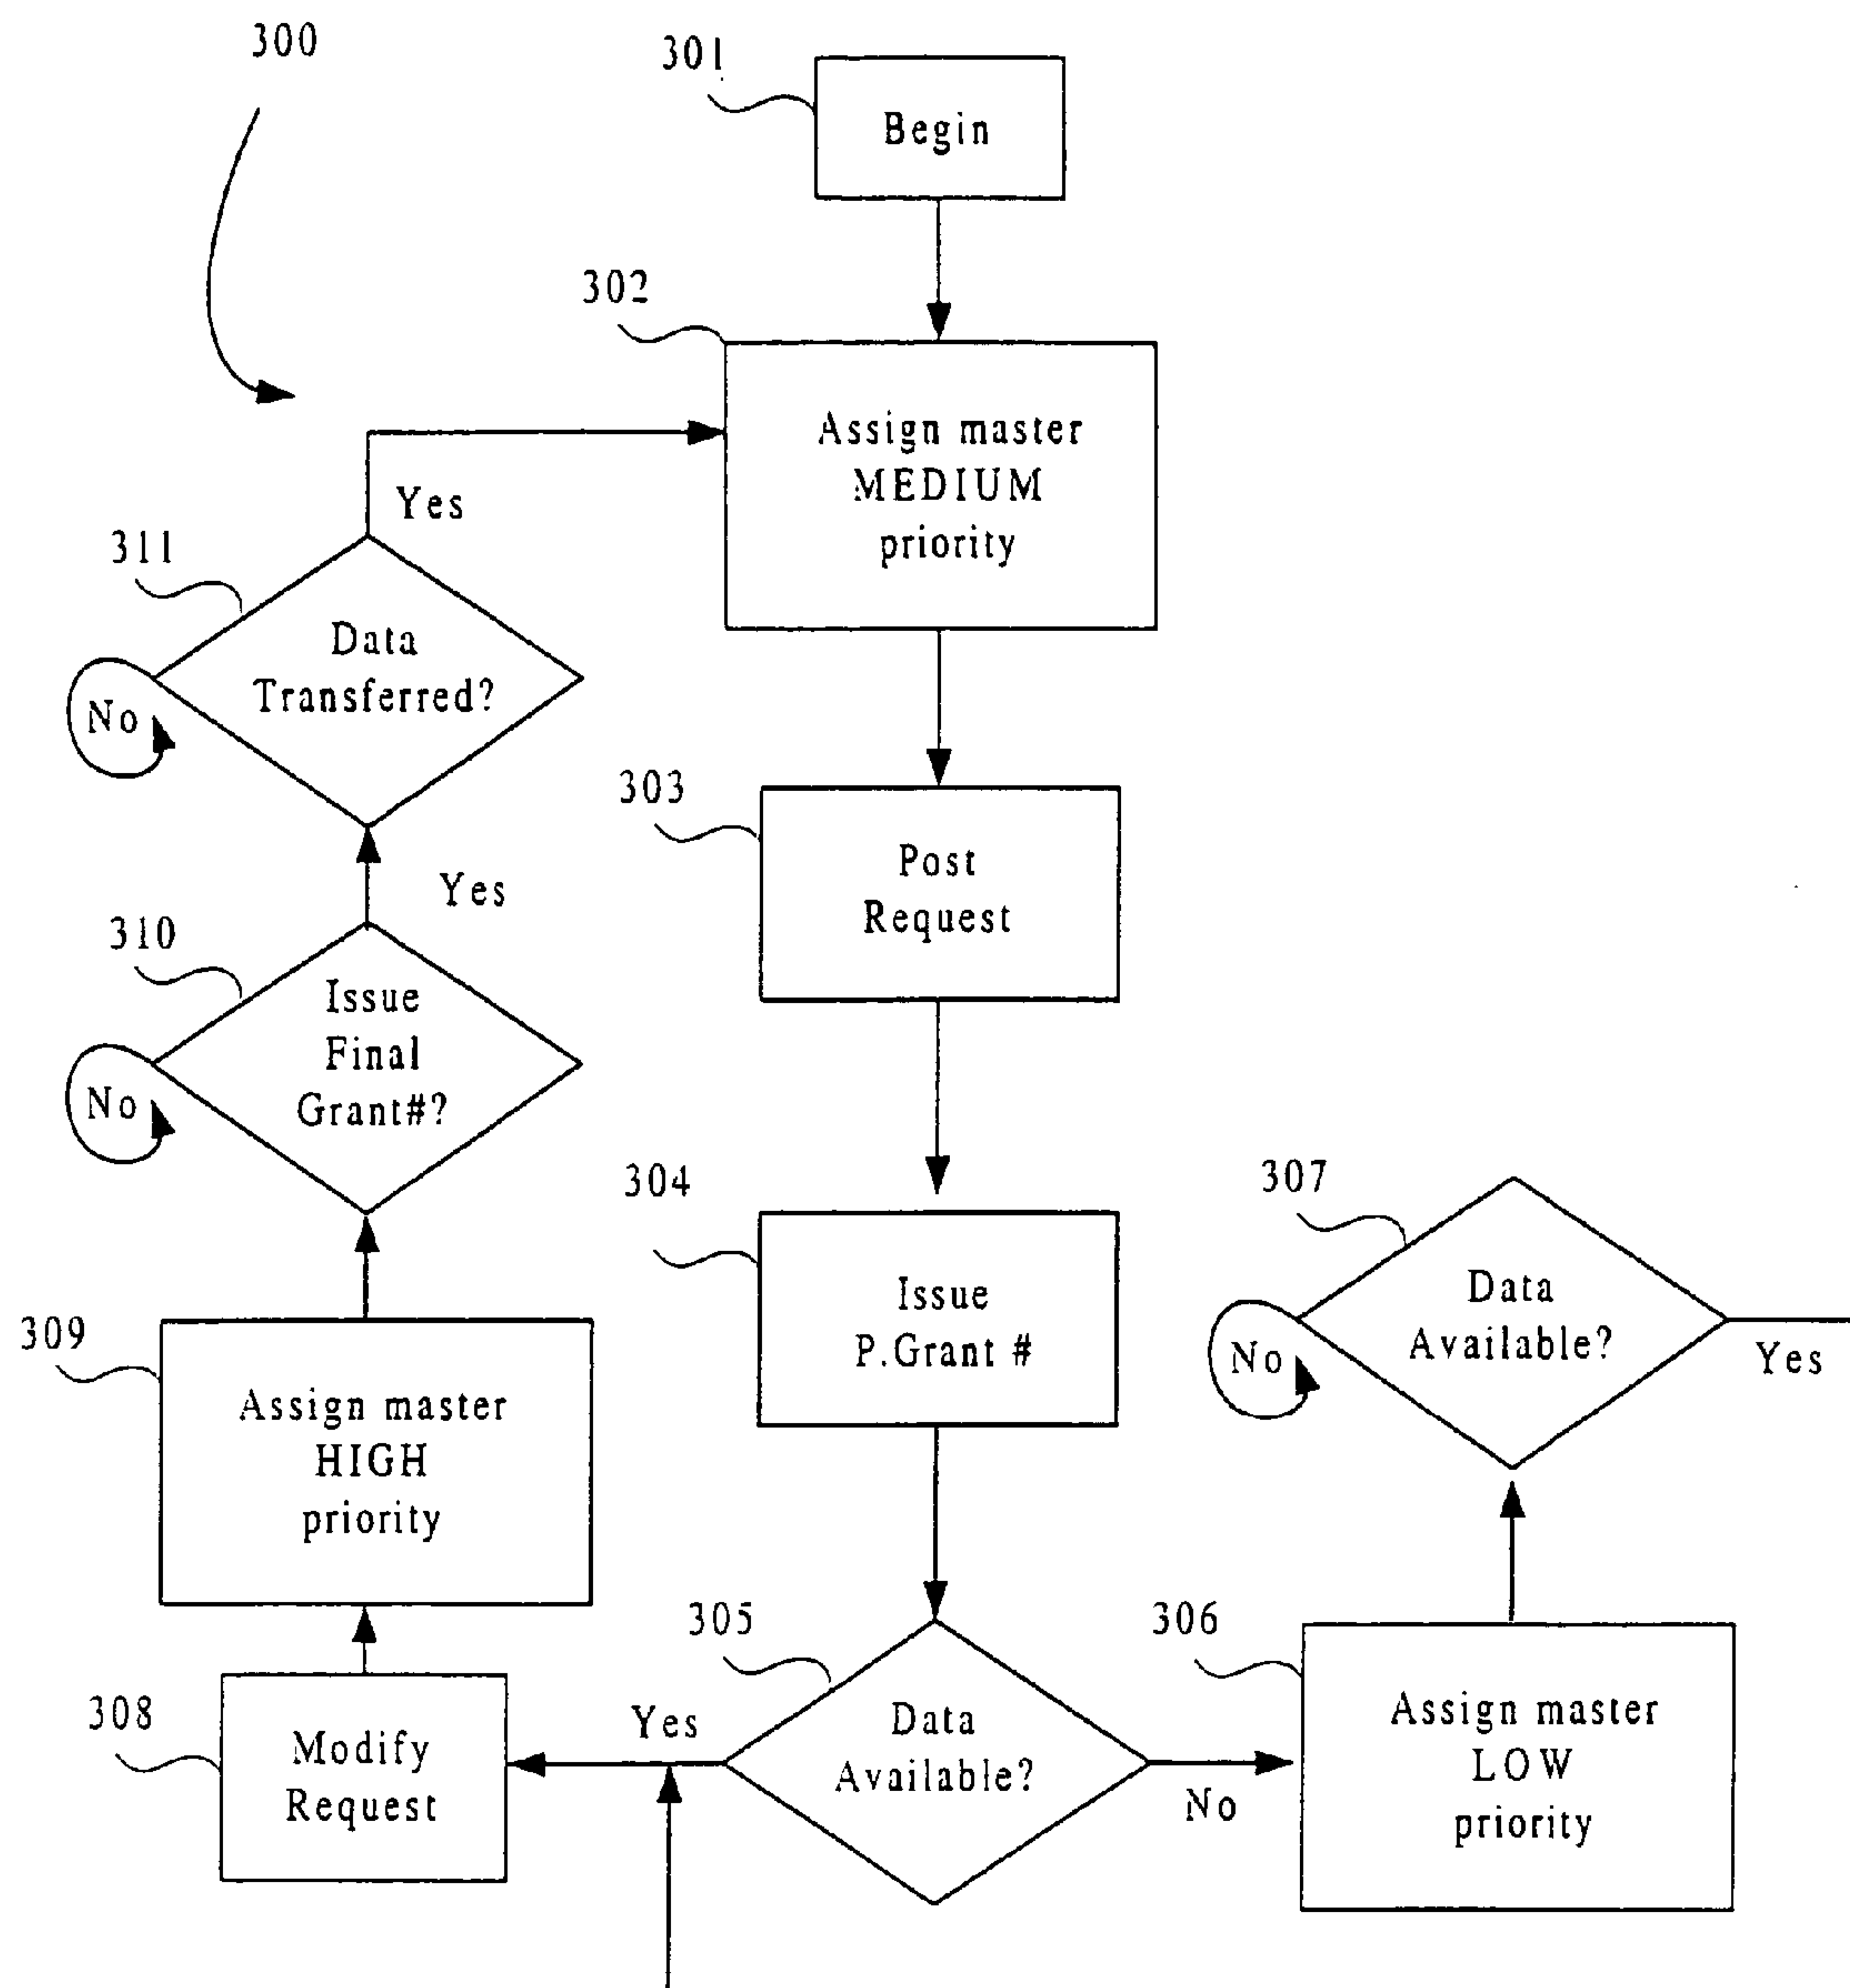 300
301
Begin
302
Assign master
MEDIUM
priority
Yes
311
Data
Transferred?
No
303
Post
Request
Yes
310
Issue
Final
Grant#?
No
304
Issue
P.Grant #
307
Data
Available?
No
Yes
309
Assign master
HIGH
priority
305
Data
Available?
Yes
No
306
Assign master
LOW
priority
308
Modify
Request